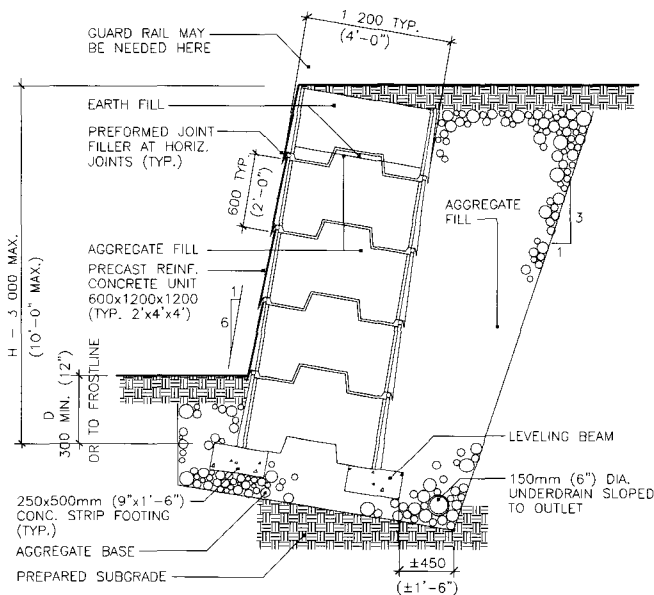 1 200 TYP.
(4'-0")
GUARD RAIL MAY
BE NEEDED HERE
EARTH FILL
PREFORMED JOINT
FILLER AT HORIZ.
JOINTS (TYP.)
600 TYP.
(2'-0")
AGGREGATE
FILL
3
1
AGGREGATE FILL
PRECAST REINF.
CONCRETE UNIT
600x1200x1200
(TYP. 2'x4'x4')
1
6
H – 3 000 MAX.
(10'-0" MAX.)
D
300 MIN. (12")
OR TO FROSTLINE
LEVELING BEAM
150mm (6") DIA.
UNDERDRAIN SLOPED
TO OUTLET
250x500mm (9"x1'-6")
CONC. STRIP FOOTING
(TYP.)
AGGREGATE BASE
PREPARED SUBGRADE
±450
(±1'-6")